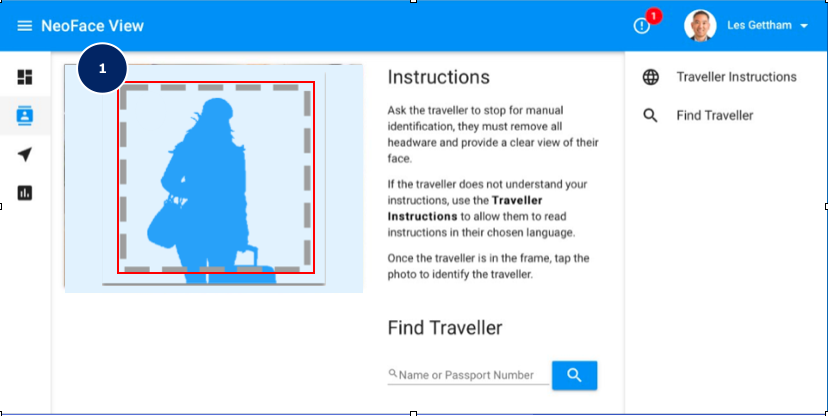 NeoFace View
1
Les Gettham
1
Instructions
Ask the traveller to stop for manual
identification, they must remove all
headware and provide a clear view of their
face.
If the traveller does not understand your
instructions, use the Traveller
Instructions to allow them to read
instructions in their chosen language.
Once the traveller is in the frame, tap the
photo to identify the traveller.
Find Traveller
Name or Passport Number
Traveller Instructions
Find Traveller